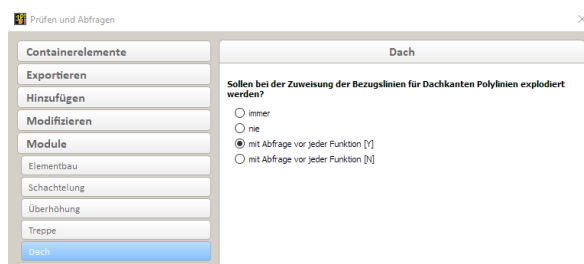 Prüfen und Abfragen
Containerelemente
Exportieren
Hinzufügen
Modifizieren
Module
Elementbau
Schachtelung
Überhöhung
Treppe
Dach
Dach
Sollen bei der Zuweisung der Bezugslinien für Dachkanten Polylinien explodiert
werden?
immer
nie
mit Abfrage vor jeder Funktion [Y]
mit Abfrage vor jeder Funktion [N]